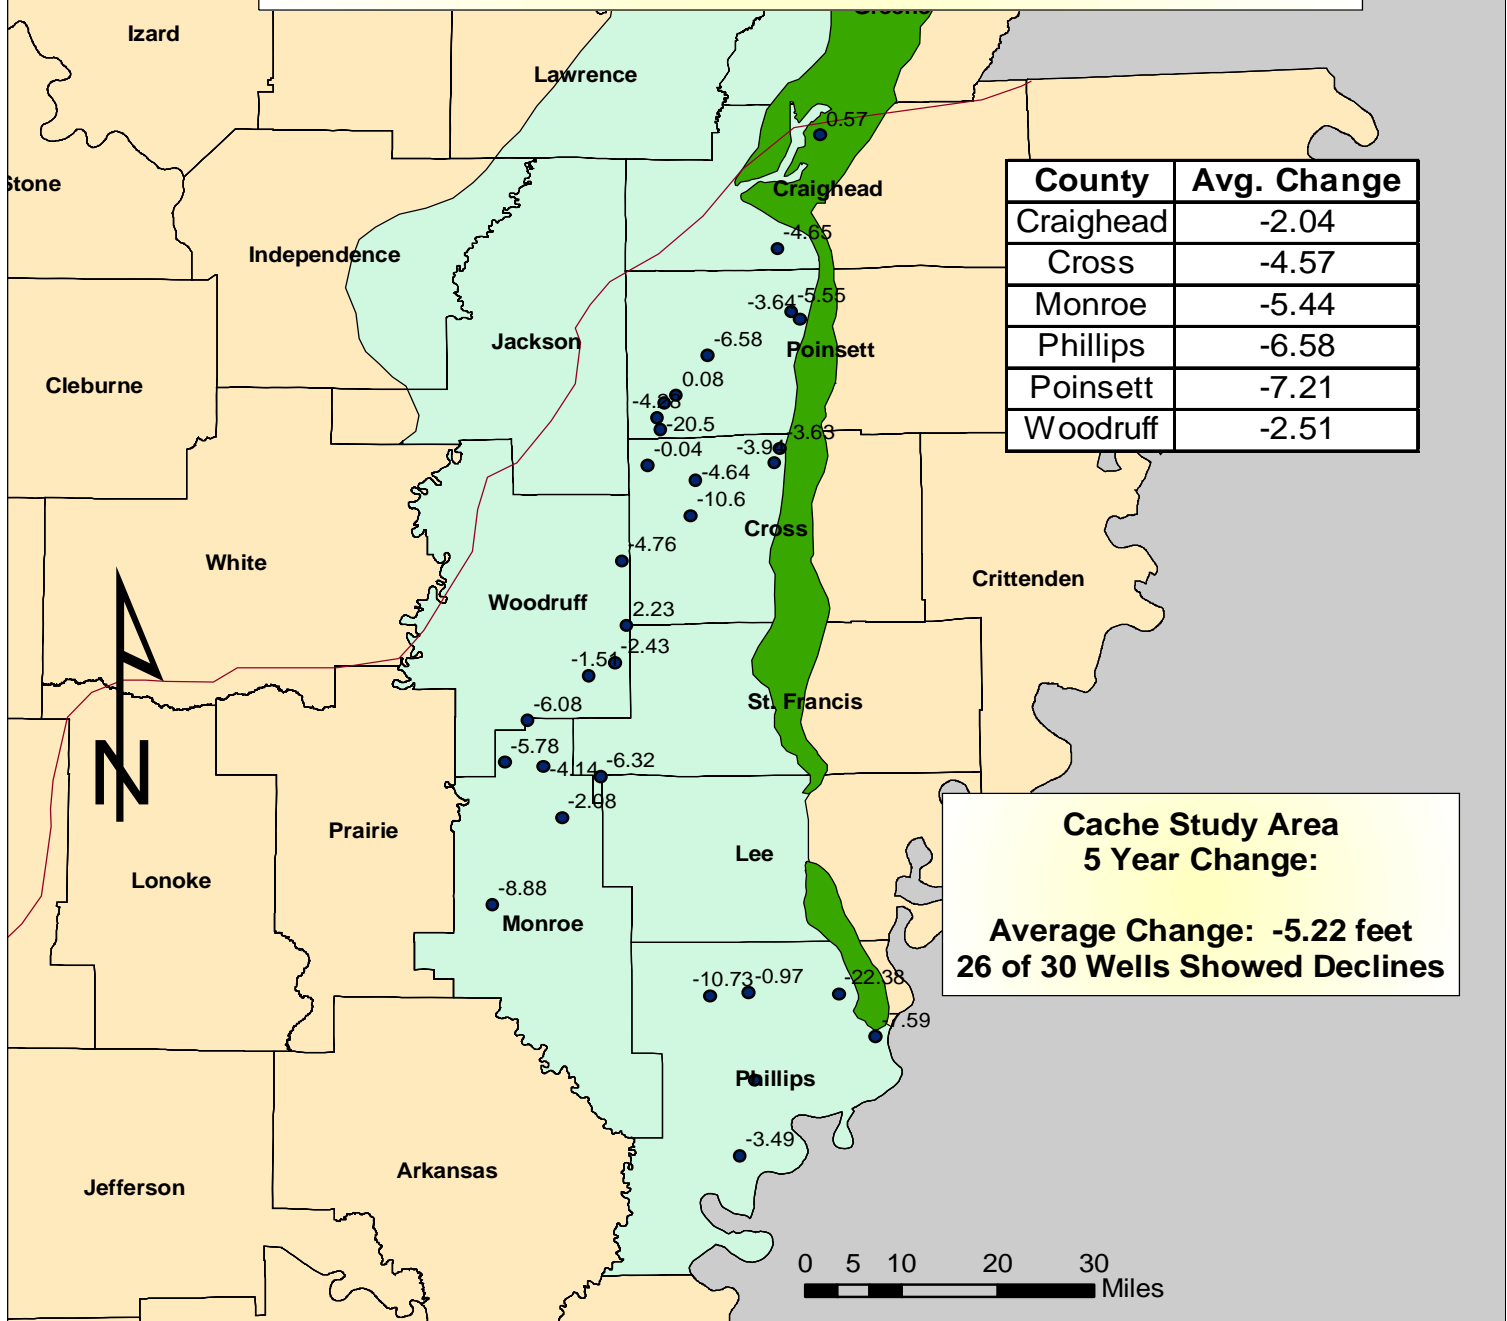 Izard
Lawrence
0.57
Stone
Craighead
-4.65
Independence
County Avg. Change
Craighead -2.04
Cross -4.57
Monroe -5.44
Phillips -6.58
Poinsett -7.21
Woodruff -2.51
-3.64
-5.55
Jackson
-6.58
Poinsett
Cleburne
0.08
-20.5
-3.63
-0.04
-3.94
-4.64
-10.6
Cross
-4.76
White
Crittenden
Woodruff
2.23
-2.43
-1.51
-6.08
St. Francis
N
-5.78
-4.14
-6.32
-2.08
Prairie
Lee
Lonoke
-8.88
Monroe
Cache Study Area
5 Year Change:
Average Change: -5.22 feet
26 of 30 Wells Showed Declines
-10.73
-0.97
-22.38
-7.59
Phillips
-3.49
Arkansas
Jefferson
0 5 10 20 30
Miles